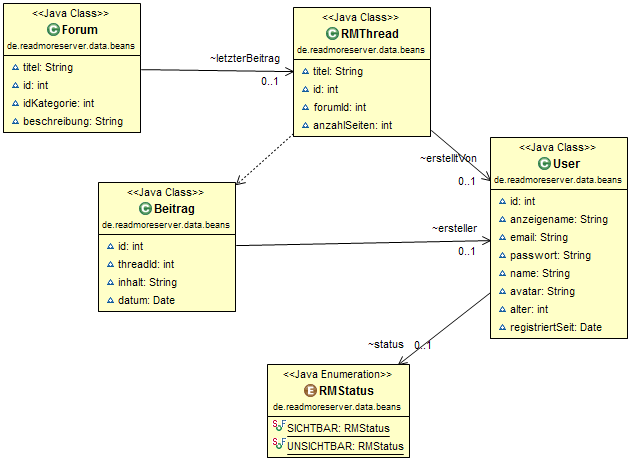 <<Java Class>>
C Forum
de.readmoreserver.data.beans
titel: String
id: int
idKategorie: int
beschreibung: String
~letzterBeitrag
0..1
<<Java Class>>
C RMThread
de.readmoreserver.data.beans
titel: String
id: int
forumId: int
anzahlSeiten: int
~erstelltVon
0..1
<<Java Class>>
C User
de.readmoreserver.data.beans
id: int
anzeigename: String
email: String
passwort: String
name: String
avatar: String
alter: int
registriertSeit: Date
<<Java Class>>
C Beitrag
de.readmoreserver.data.beans
id: int
threadId: int
inhalt: String
datum: Date
~ersteller
0..1
~status
0..1
<<Java Enumeration>>
E RMStatus
de.readmoreserver.data.beans
S F SICHTBAR: RMStatus
S F UNSICHTBAR: RMStatus